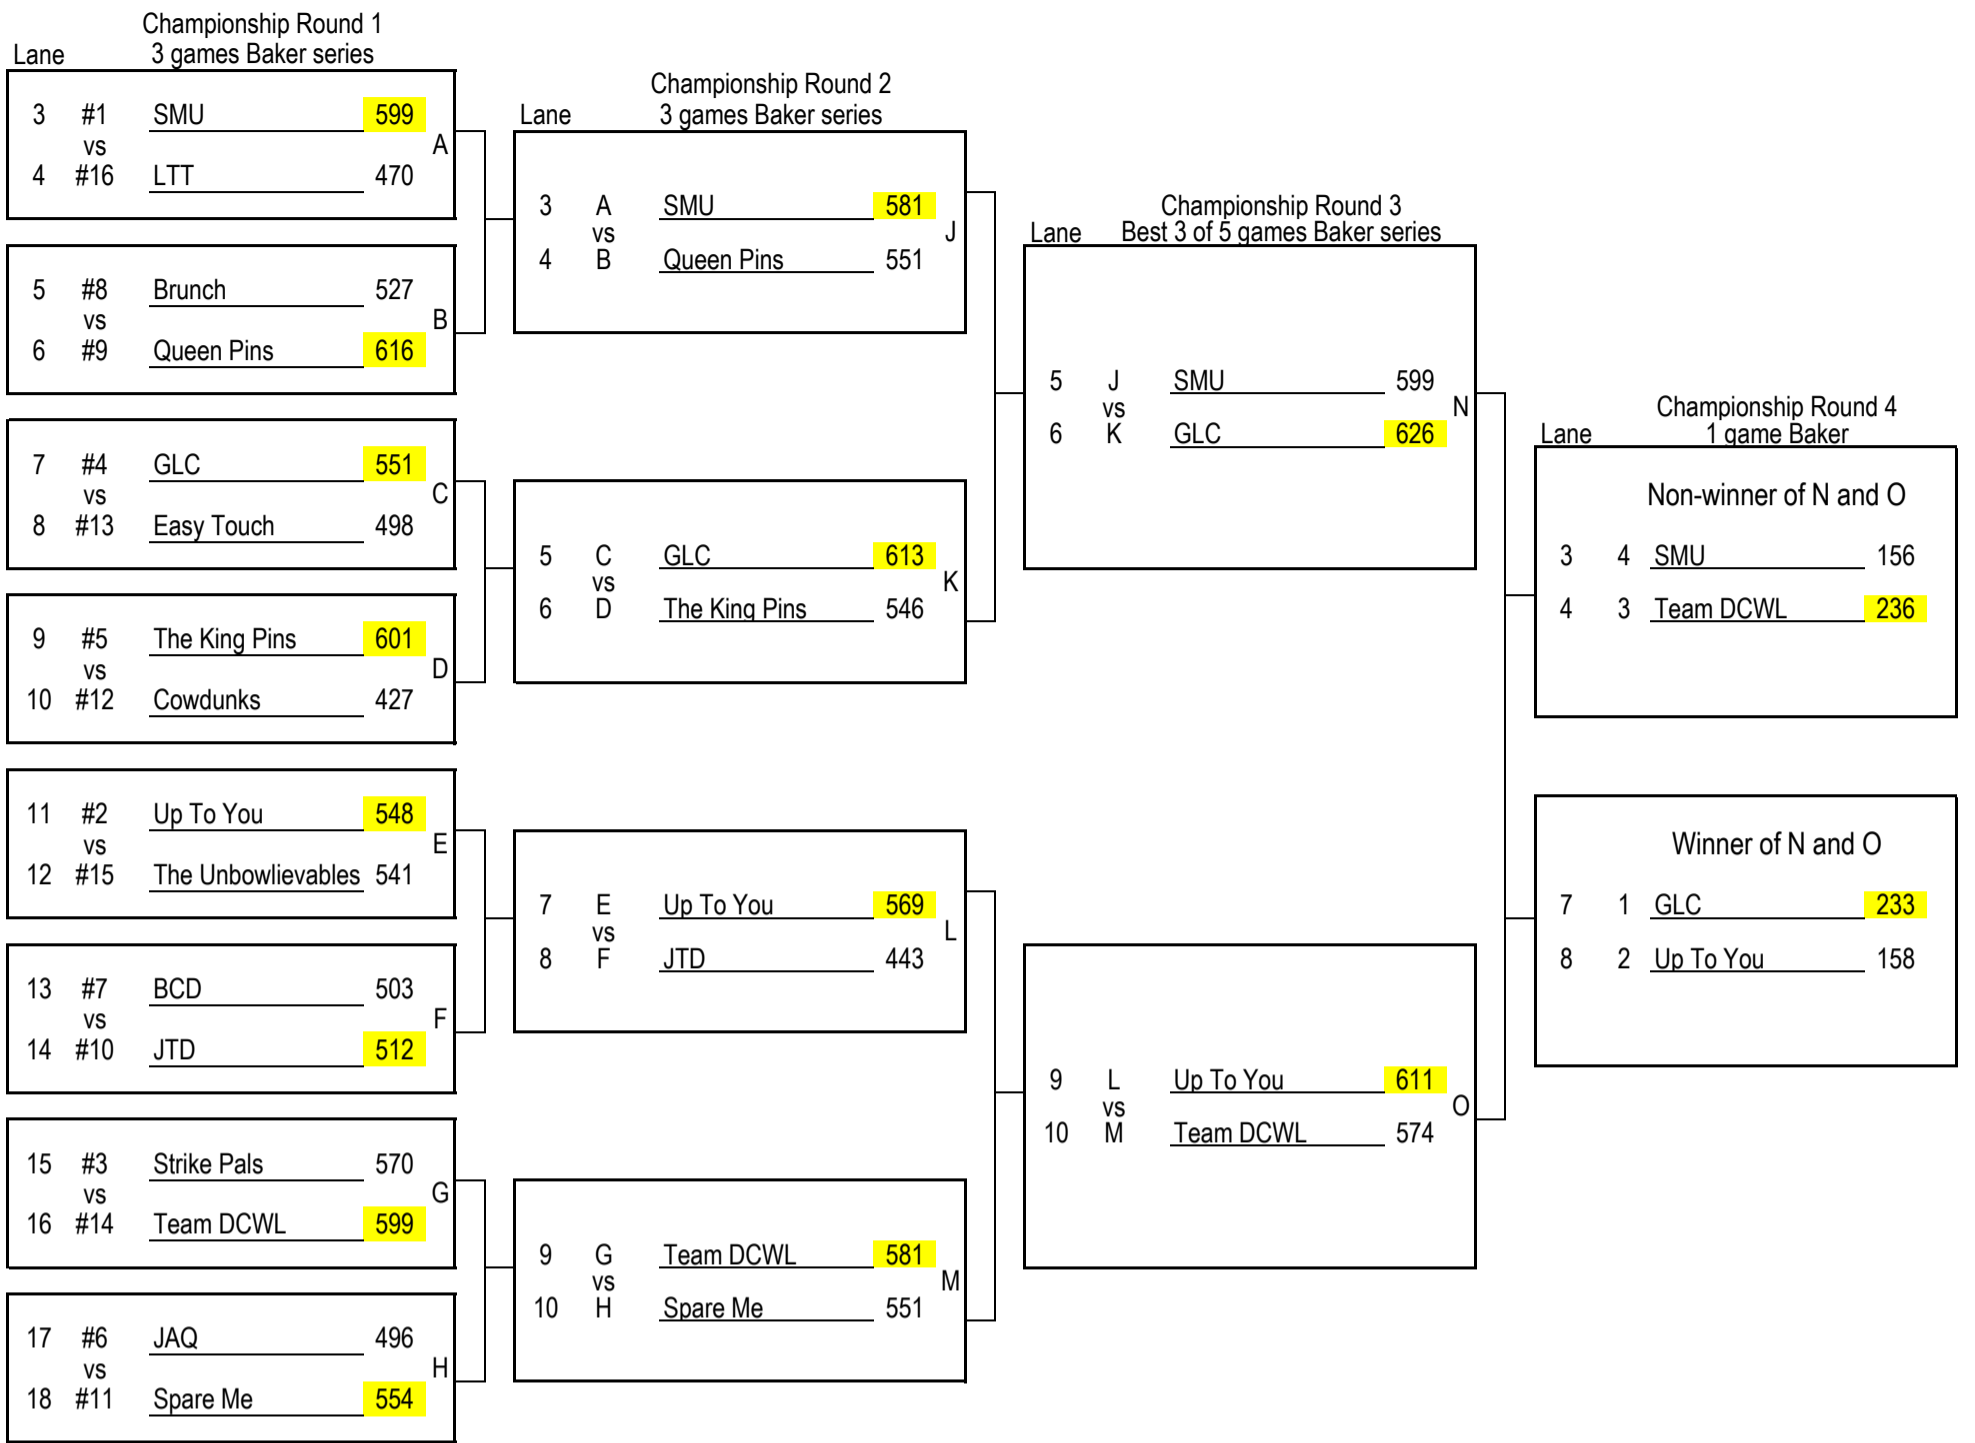 Championship Round 1
Lane 3 games Baker series
3 #1 SMU 599
vs A
4 #16 LTT 470
5 #8 Brunch 527
vs B
6 #9 Queen Pins 616
7 #4 GLC 551
vs C
8 #13 Easy Touch 498
9 #5 The King Pins 601
vs D
10 #12 Cowdunks 427
11 #2 Up To You 548
vs E
12 #15 The Unbowlievables 541
13 #7 BCD 503
vs F
14 #10 JTD 512
15 #3 Strike Pals 570
vs G
16 #14 Team DCWL 599
17 #6 JAQ 496
vs H
18 #11 Spare Me 554
Championship Round 2
Lane 3 games Baker series
3 A SMU 581
vs J
4 B Queen Pins 551
5 C GLC 613
vs K
6 D The King Pins 546
7 E Up To You 569
vs L
8 F JTD 443
9 G Team DCWL 581
vs M
10 H Spare Me 551
Championship Round 3
Lane Best 3 of 5 games Baker series
5 J SMU 599
vs N
6 K GLC 626
9 L Up To You 611
vs O
10 M Team DCWL 574
Championship Round 4
Lane 1 game Baker
Non-winner of N and O
3 4 SMU 156
4 3 Team DCWL 236
Winner of N and O
7 1 GLC 233
8 2 Up To You 158